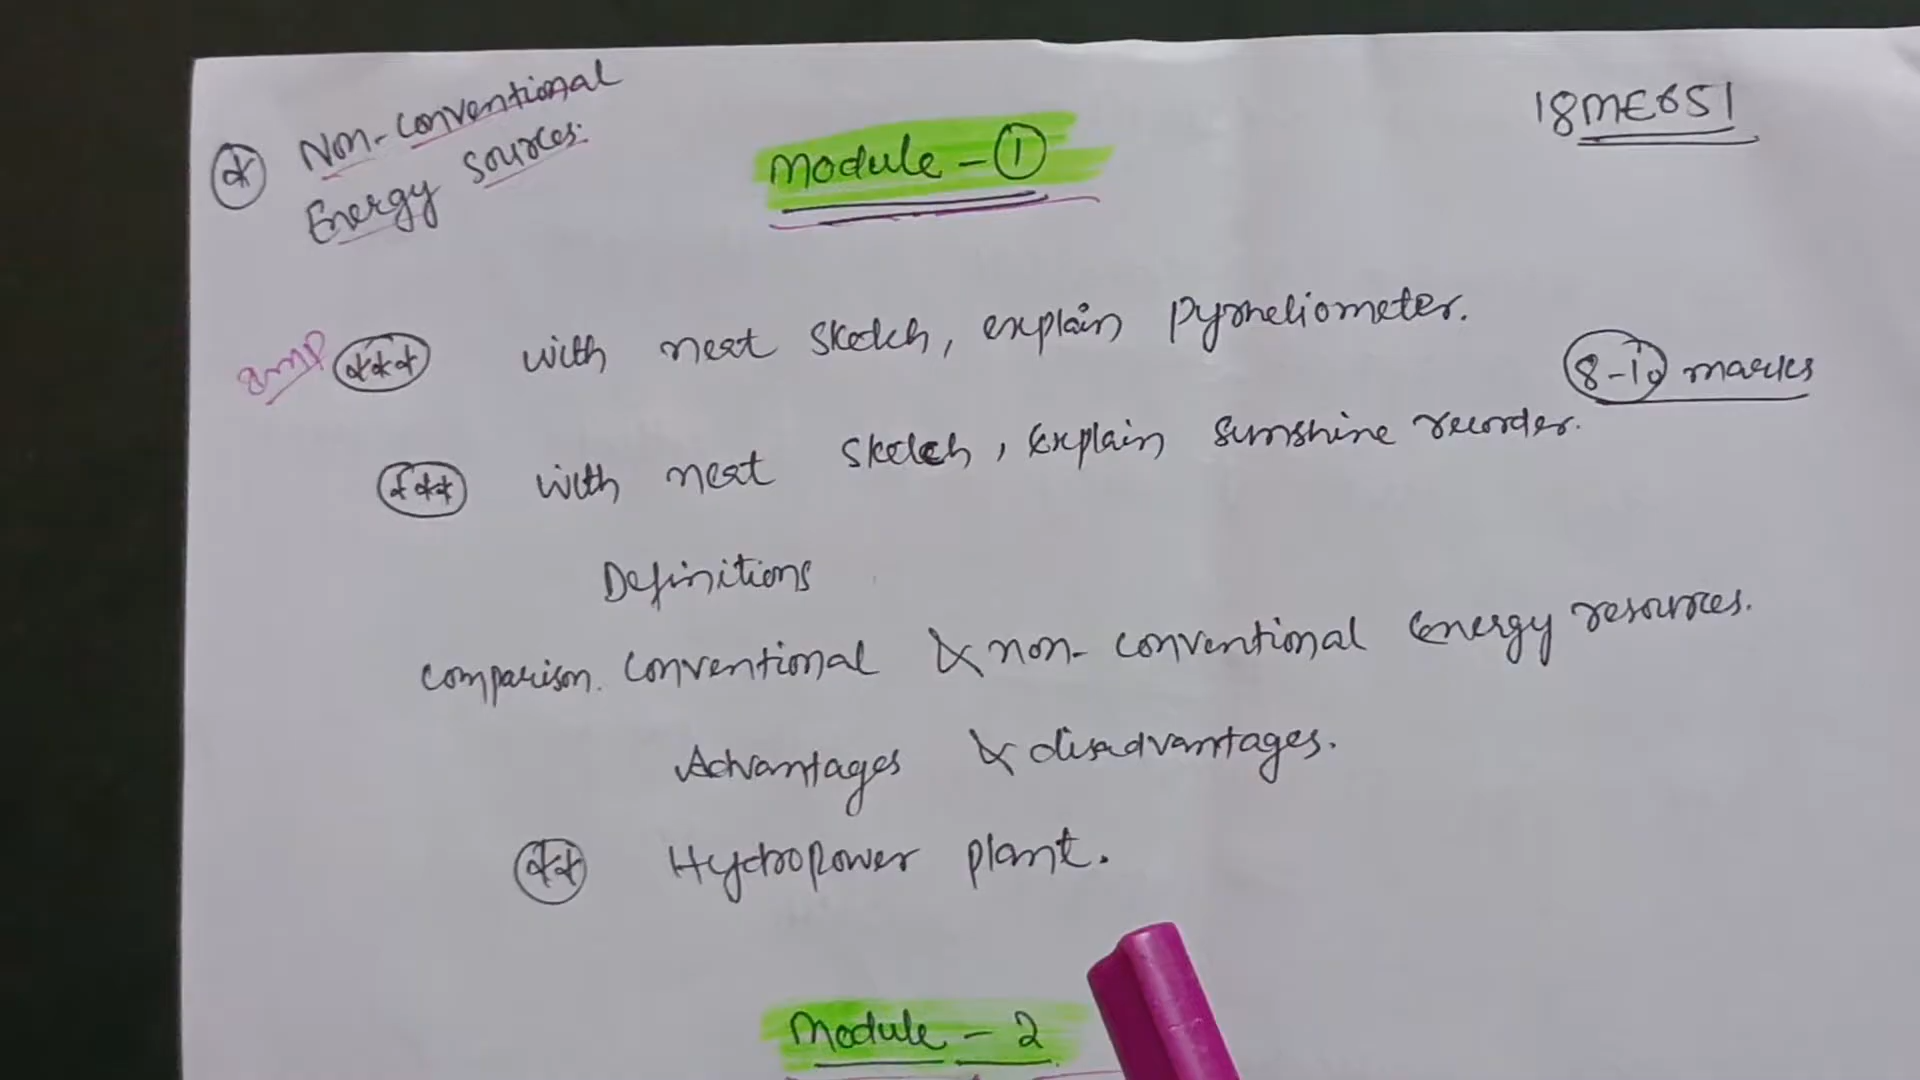 Non-Conventional
Energy Sources.
Module - 1
18ME651
Imp *** with neat sketch, explain Pyrheliometer.
8-10 marks
*** with neat sketch, Explain Sunshine recorder.
Definitions
comparison. conventional & non-conventional Energy resources.
Advantages & disadvantages.
** Hydropower plant.
Module - 2